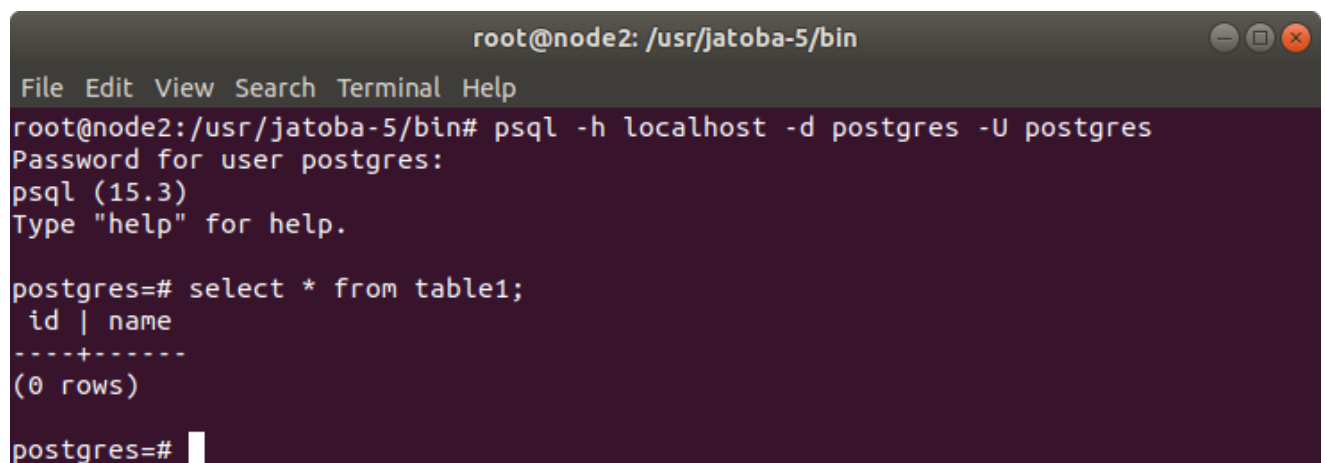 root@node2: /usr/jatoba-5/bin
File Edit View Search Terminal Help
root@node2:/usr/jatoba-5/bin# psql -h localhost -d postgres -U postgres
Password for user postgres:
psql (15.3)
Type "help" for help.
postgres=# select * from table1;
 id | name
----+------
(0 rows)
postgres=#